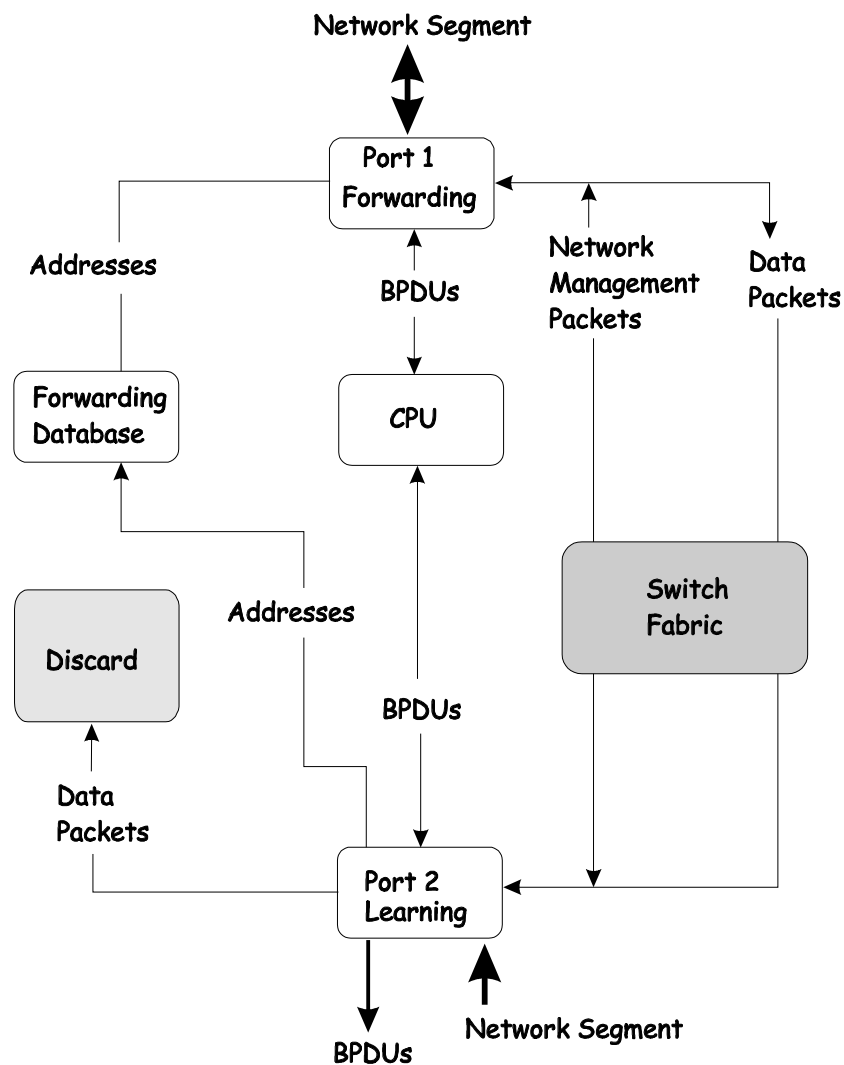 Network Segment
Port 1
Forwarding
Addresses
BPDUs
Network
Management
Packets
Data
Packets
Forwarding
Database
CPU
Switch
Fabric
Addresses
Discard
BPDUs
Data
Packets
Port 2
Learning
Network Segment
BPDUs